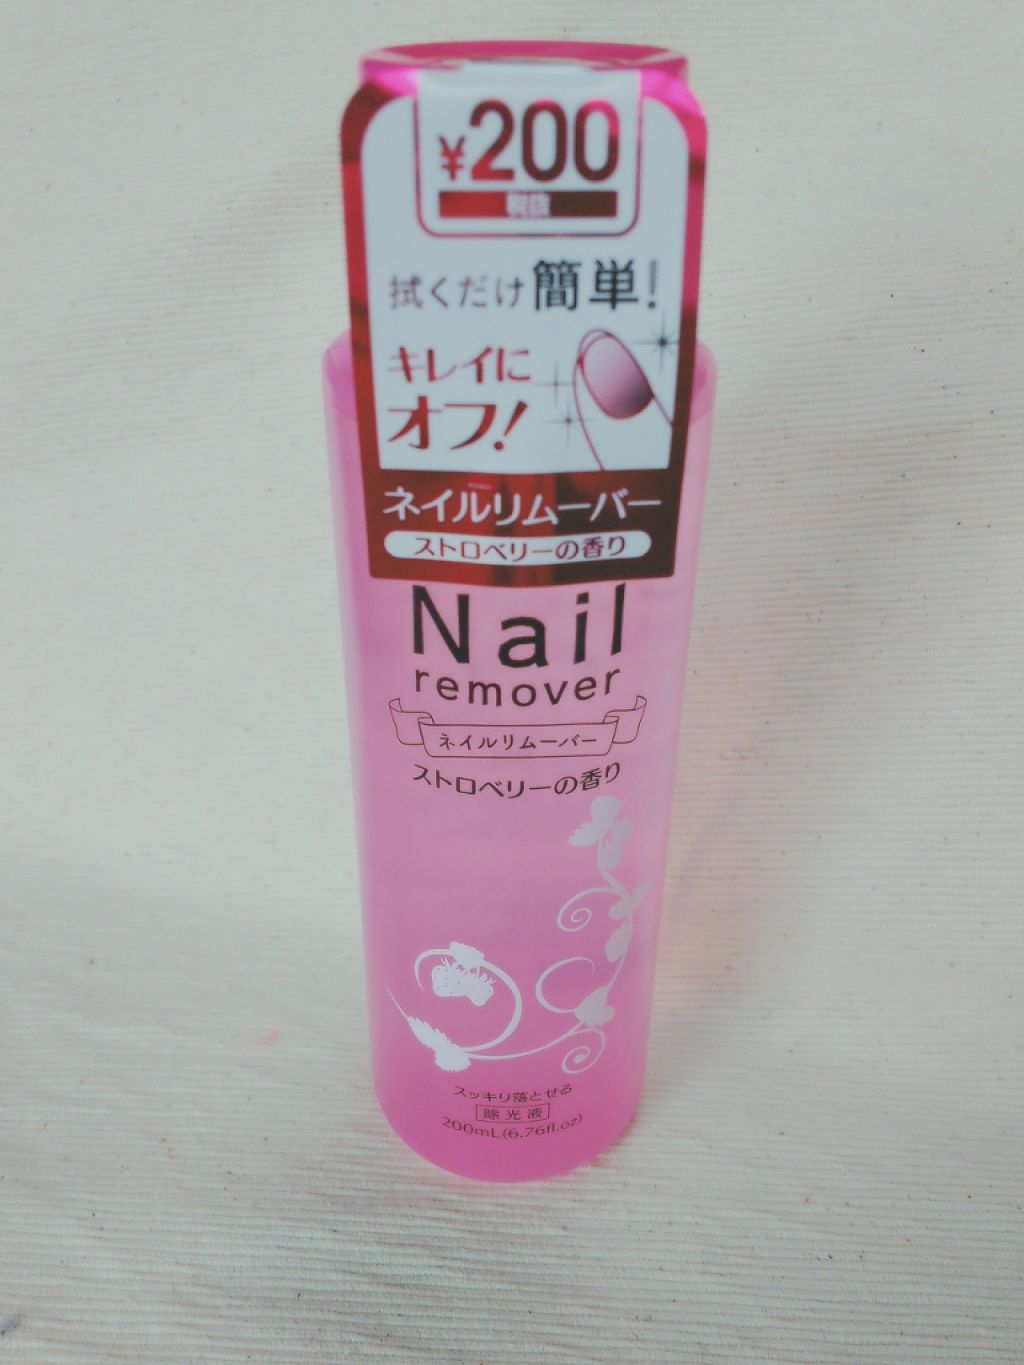 ¥200
税抜
拭くだけ簡単!
キレイに
オフ!
ネイルリムーバー
ストロベリーの香り
Nail
remover
ネイルリムーバー
ストロベリーの香り
スッキリ落とせる
除光液
200mL(6.76fl.oz)